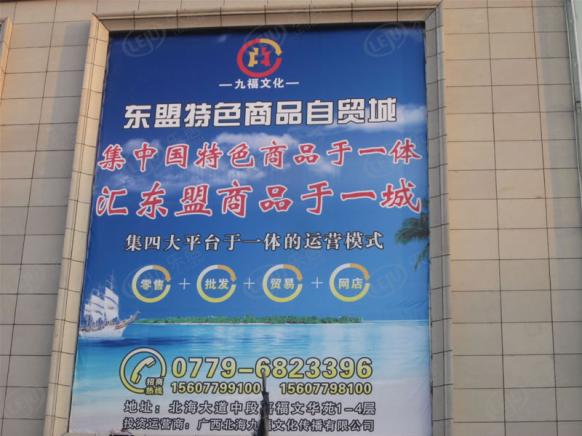 九福文化
东盟特色商品自贸城
集中国特色商品于一体
汇东盟商品于一城
集四大平台于一体的运营模式
零售 + 批发 + 贸易 + 网店
招商热线 0779-6823396
15607799100 15607798100
地址：北海大道中段 福文华苑1-4层
投资运营商：广西北海九福文化传播有限公司